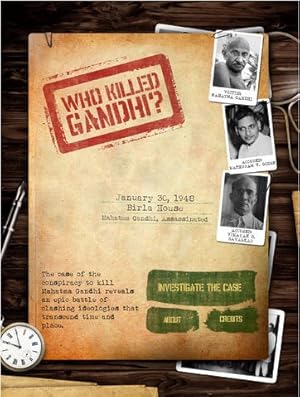 WHO KILLED
GANDHI?
VICTIM
MAHATMA GANDHI
ACCUSED
NATHURAM V. GODSE
ACCUSED
VINAYAK D.
SAVARKAR
January 30, 1948
Birla House
Mahatma Gandhi, Assassinated
The case of the
conspiracy to kill
Mahatma Gandhi reveals
an epic battle of
clashing ideologies that
transcend time and
place.
INVESTIGATE THE CASE
ABOUT
CREDITS